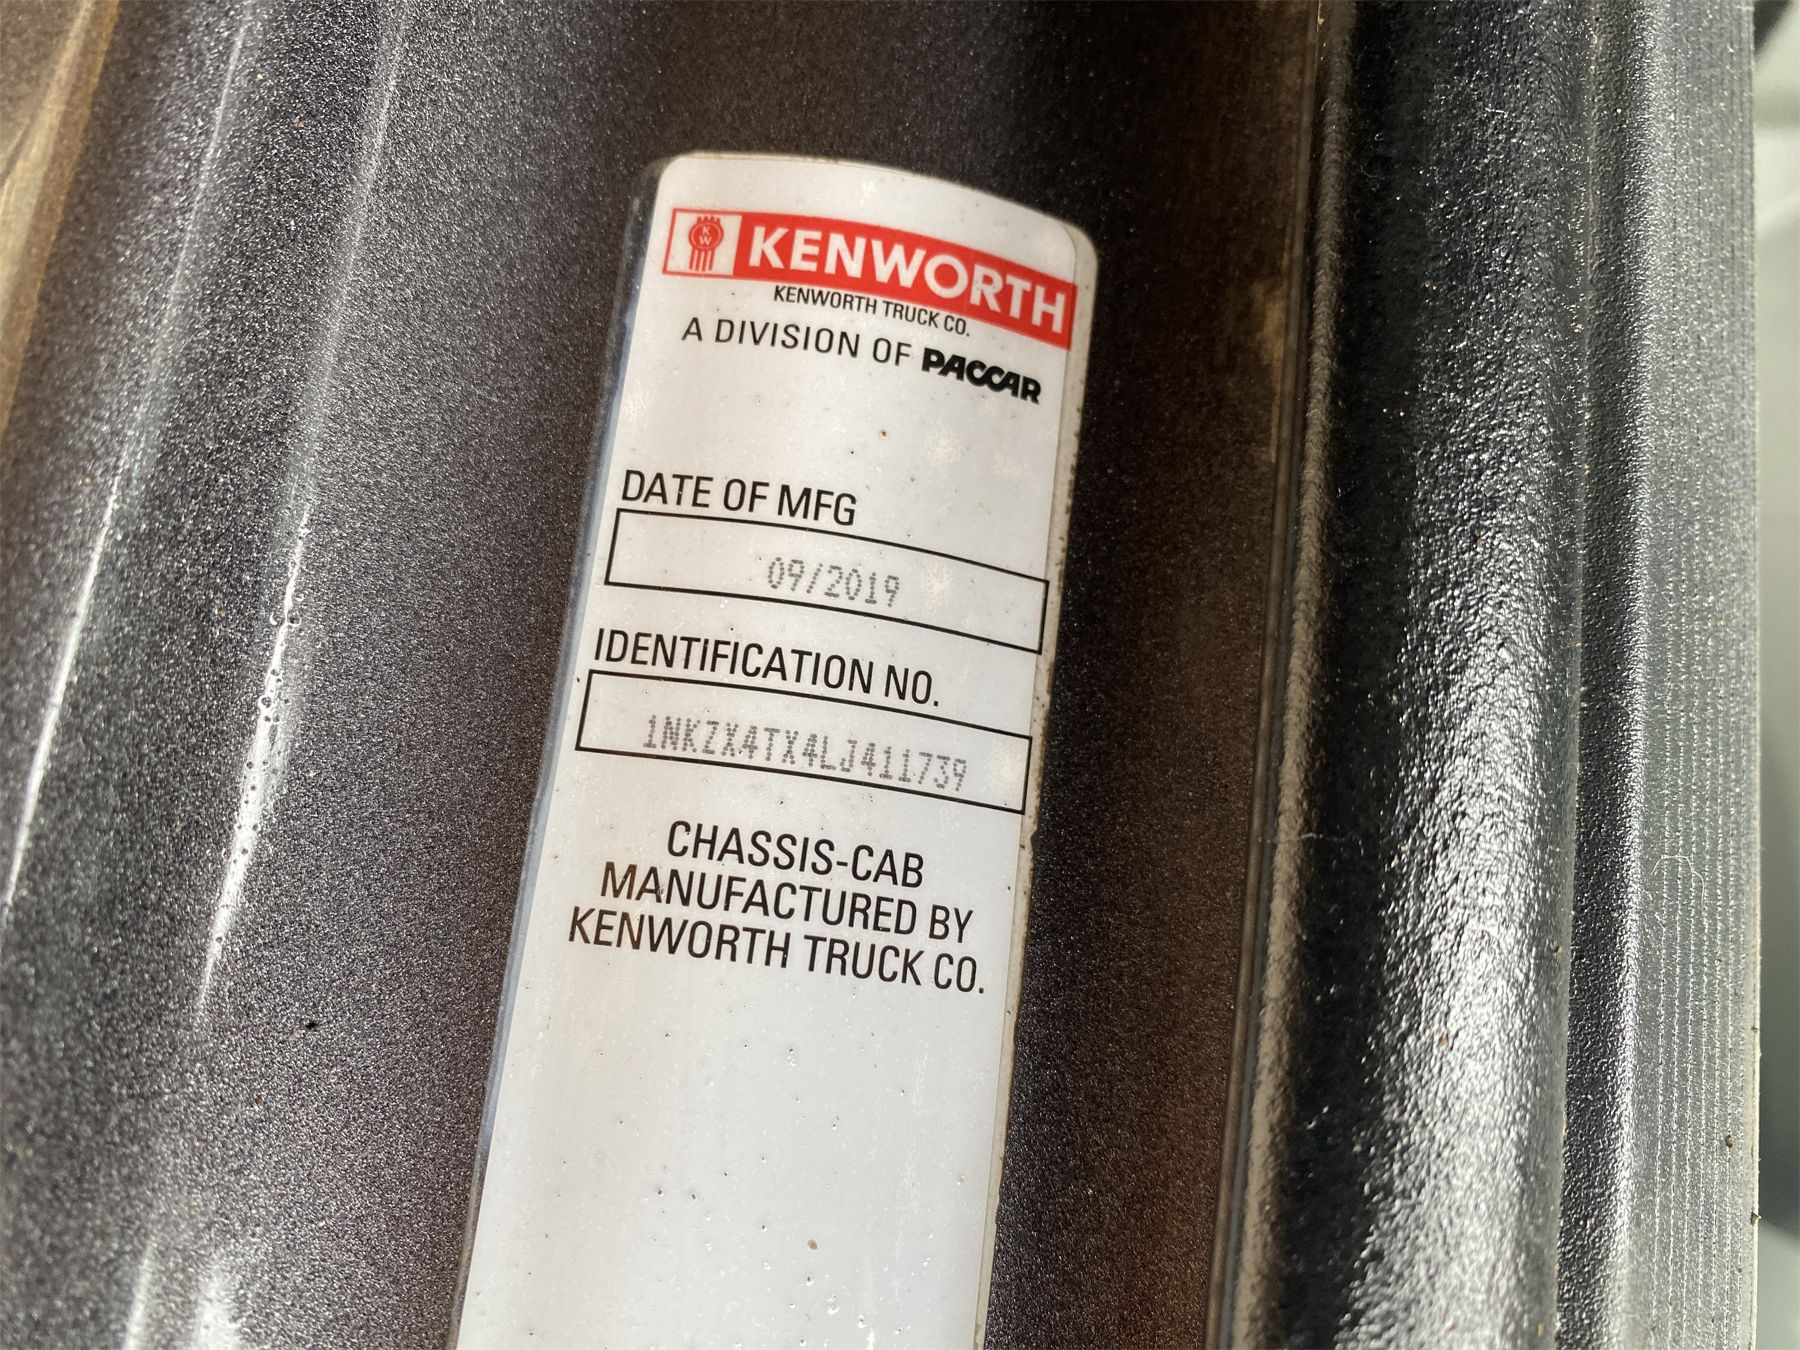 KW KENWORTH
KENWORTH TRUCK CO.
A DIVISION OF PACCAR
DATE OF MFG
09/2019
IDENTIFICATION NO.
1NKZX4TX4LJ411739
CHASSIS-CAB
MANUFACTURED BY
KENWORTH TRUCK CO.